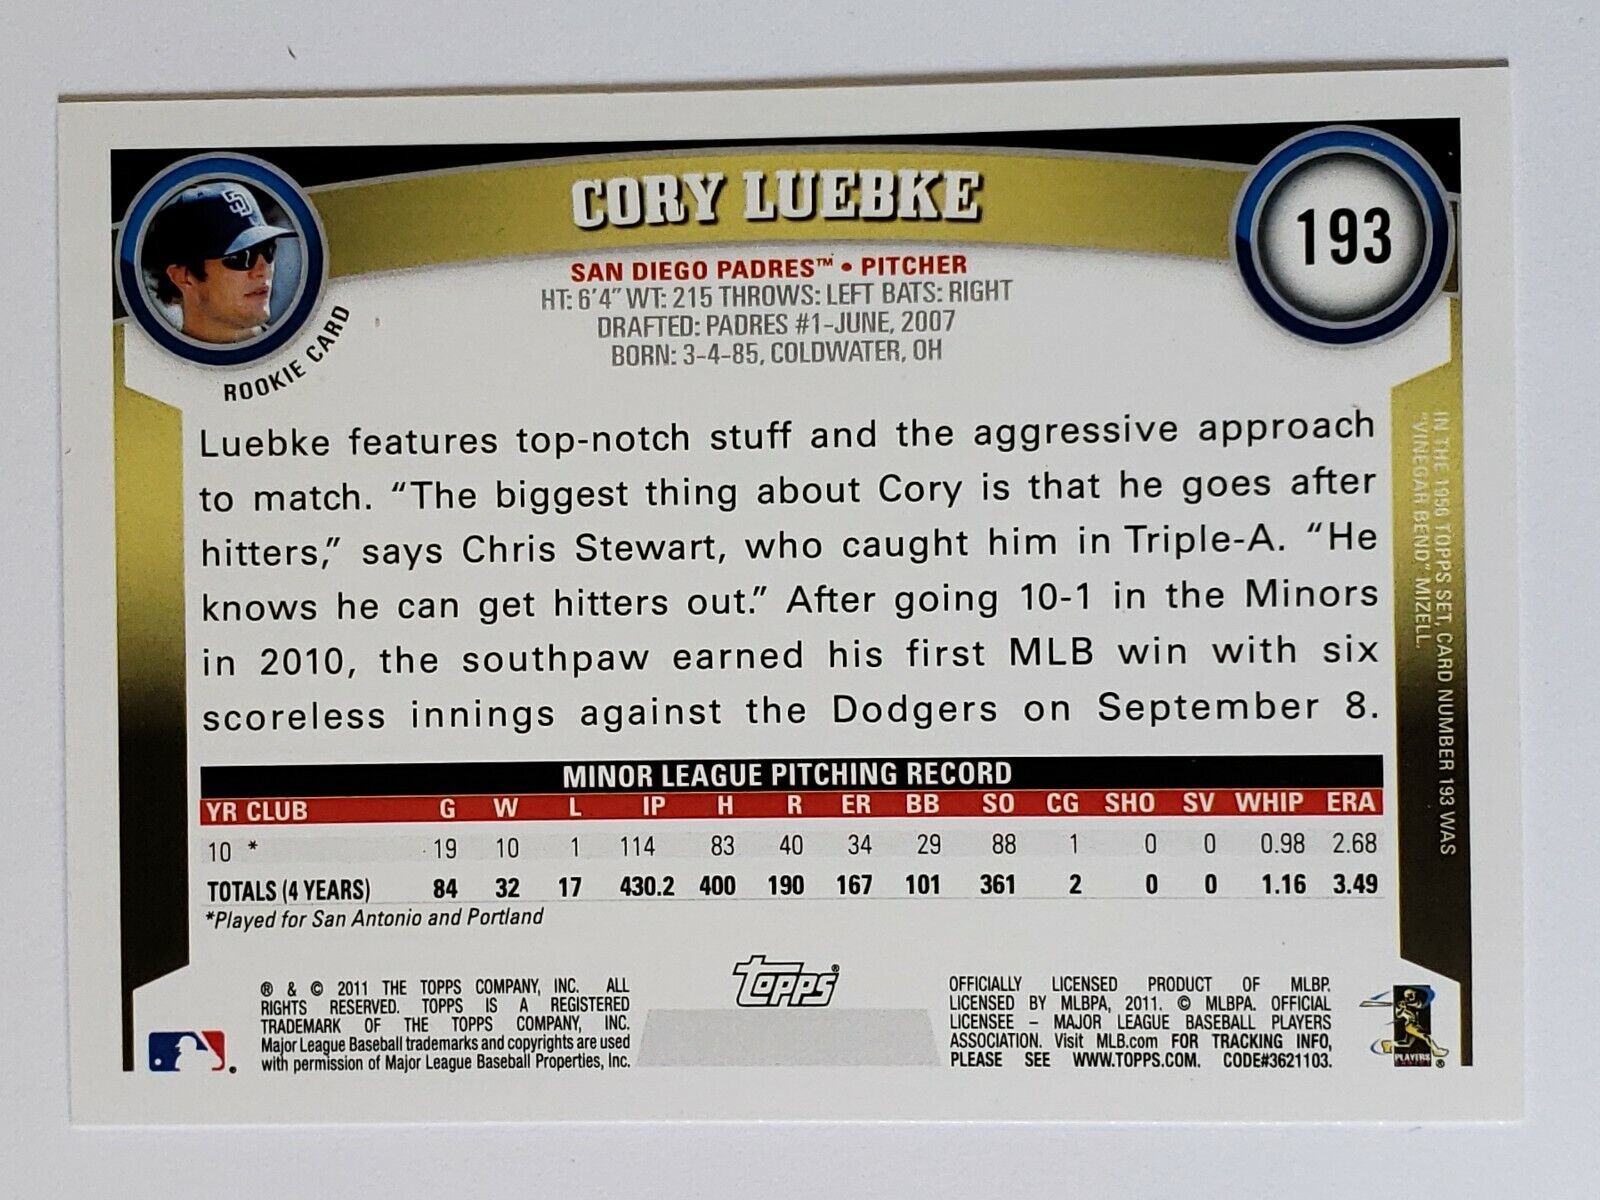 CORY LUEBKE
193
SAN DIEGO PADRES™ • PITCHER
HT: 6'4" WT: 215 THROWS: LEFT BATS: RIGHT
DRAFTED: PADRES #1-JUNE, 2007
BORN: 3-4-85, COLDWATER, OH
ROOKIE CARD
Luebke features top-notch stuff and the aggressive approach
to match. “The biggest thing about Cory is that he goes after
hitters,” says Chris Stewart, who caught him in Triple-A. “He
knows he can get hitters out.” After going 10-1 in the Minors
in 2010, the southpaw earned his first MLB win with six
scoreless innings against the Dodgers on September 8.
IN THE 1956 TOPPS SET, CARD NUMBER 193 WAS
“VINEGAR BEND” MIZELL.
MINOR LEAGUE PITCHING RECORD
YR CLUB G W L IP H R ER BB SO CG SHO SV WHIP ERA
10 * 19 10 1 114 83 40 34 29 88 1 0 0 0.98 2.68
TOTALS (4 YEARS) 84 32 17 430.2 400 190 167 101 361 2 0 0 1.16 3.49
*Played for San Antonio and Portland
® & © 2011 THE TOPPS COMPANY, INC. ALL
RIGHTS RESERVED. TOPPS IS A REGISTERED
TRADEMARK OF THE TOPPS COMPANY, INC.
Major League Baseball trademarks and copyrights are used
with permission of Major League Baseball Properties, Inc.
TOPPS®
OFFICIALLY LICENSED PRODUCT OF MLBP.
LICENSED BY MLBPA, 2011. © MLBPA. OFFICIAL
LICENSEE – MAJOR LEAGUE BASEBALL PLAYERS
ASSOCIATION. Visit MLB.com FOR TRACKING INFO,
PLEASE SEE WWW.TOPPS.COM. CODE#3621103.
PLAYERS
®